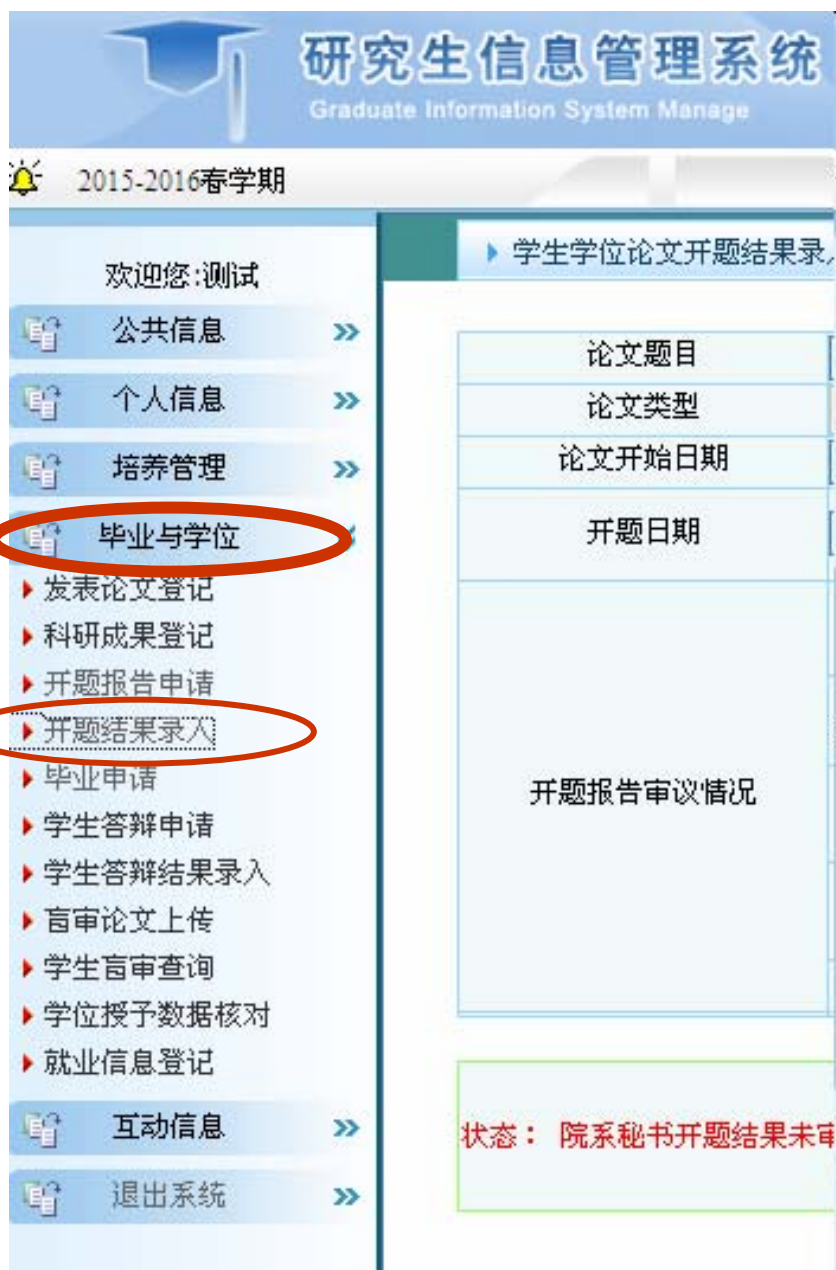 研究生信息管理系统
Graduate Information System Manage
2015-2016春学期
欢迎您:测试
公共信息
个人信息
培养管理
毕业与学位
发表论文登记
科研成果登记
开题报告申请
开题结果录入
毕业申请
学生答辩申请
学生答辩结果录入
盲审论文上传
学生盲审查询
学位授予数据核对
就业信息登记
互动信息
退出系统
学生学位论文开题结果录
论文题目
论文类型
论文开始日期
开题日期
开题报告审议情况
状态： 院系秘书开题结果未审